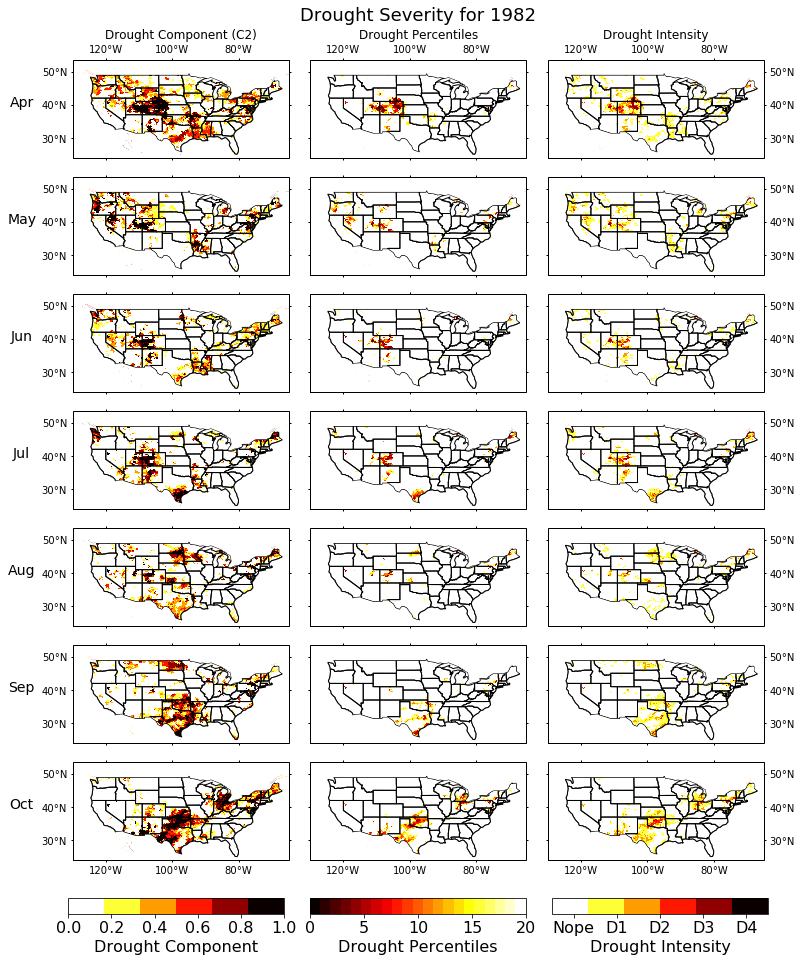 Drought Severity for 1982
Drought Component (C2) Drought Percentiles Drought Intensity
120°W 100°W 80°W 120°W 100°W 80°W 120°W 100°W 80°W
50°N 50°N
Apr 40°N 40°N
30°N 30°N
50°N 50°N
May 40°N 40°N
30°N 30°N
50°N 50°N
Jun 40°N 40°N
30°N 30°N
50°N 50°N
Jul 40°N 40°N
30°N 30°N
50°N 50°N
Aug 40°N 40°N
30°N 30°N
50°N 50°N
Sep 40°N 40°N
30°N 30°N
50°N 50°N
Oct 40°N 40°N
30°N 30°N
120°W 100°W 80°W 120°W 100°W 80°W 120°W 100°W 80°W
0.0 0.2 0.4 0.6 0.8 1.0 0 5 10 15 20 Nope D1 D2 D3 D4
Drought Component Drought Percentiles Drought Intensity